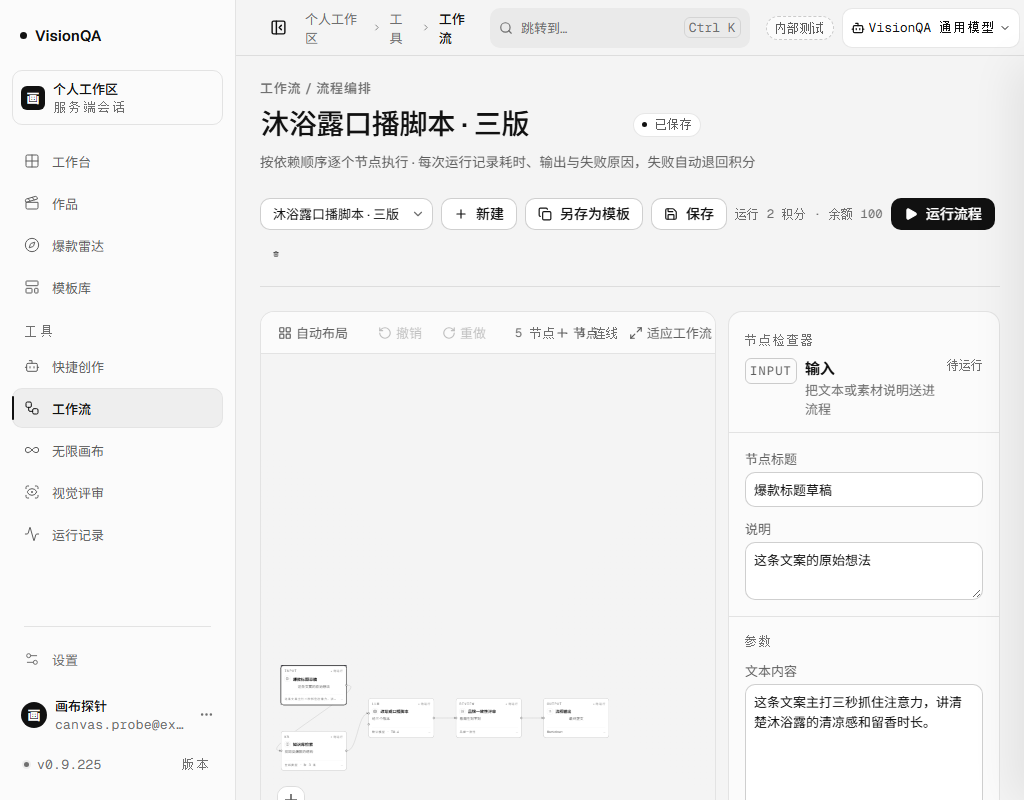 VisionQA
画
个人工作区
服务端会话
工作台
作品
爆款雷达
模板库
工具
快捷创作
工作流
无限画布
视觉评审
运行记录
设置
画
画布探针
canvas.probe@ex…
v0.9.225
版本
个人工作区
工具
工作流
跳转到…
Ctrl K
内部测试
VisionQA 通用模型
工作流 / 流程编排
沐浴露口播脚本 · 三版
已保存
按依赖顺序逐个节点执行 · 每次运行记录耗时、输出与失败原因，失败自动退回积分
沐浴露口播脚本 · 三版
新建
另存为模板
保存
运行 2 积分 · 余额 100
运行流程
自动布局
撤销
重做
5 节点
节点
连线
适应工作流
INPUT
LLM
OUTPUT
节点检查器
INPUT
输入
待运行
把文本或素材说明送进
流程
节点标题
爆款标题草稿
说明
这条文案的原始想法
参数
文本内容
这条文案主打三秒抓住注意力，讲清
楚沐浴露的清凉感和留香时长。